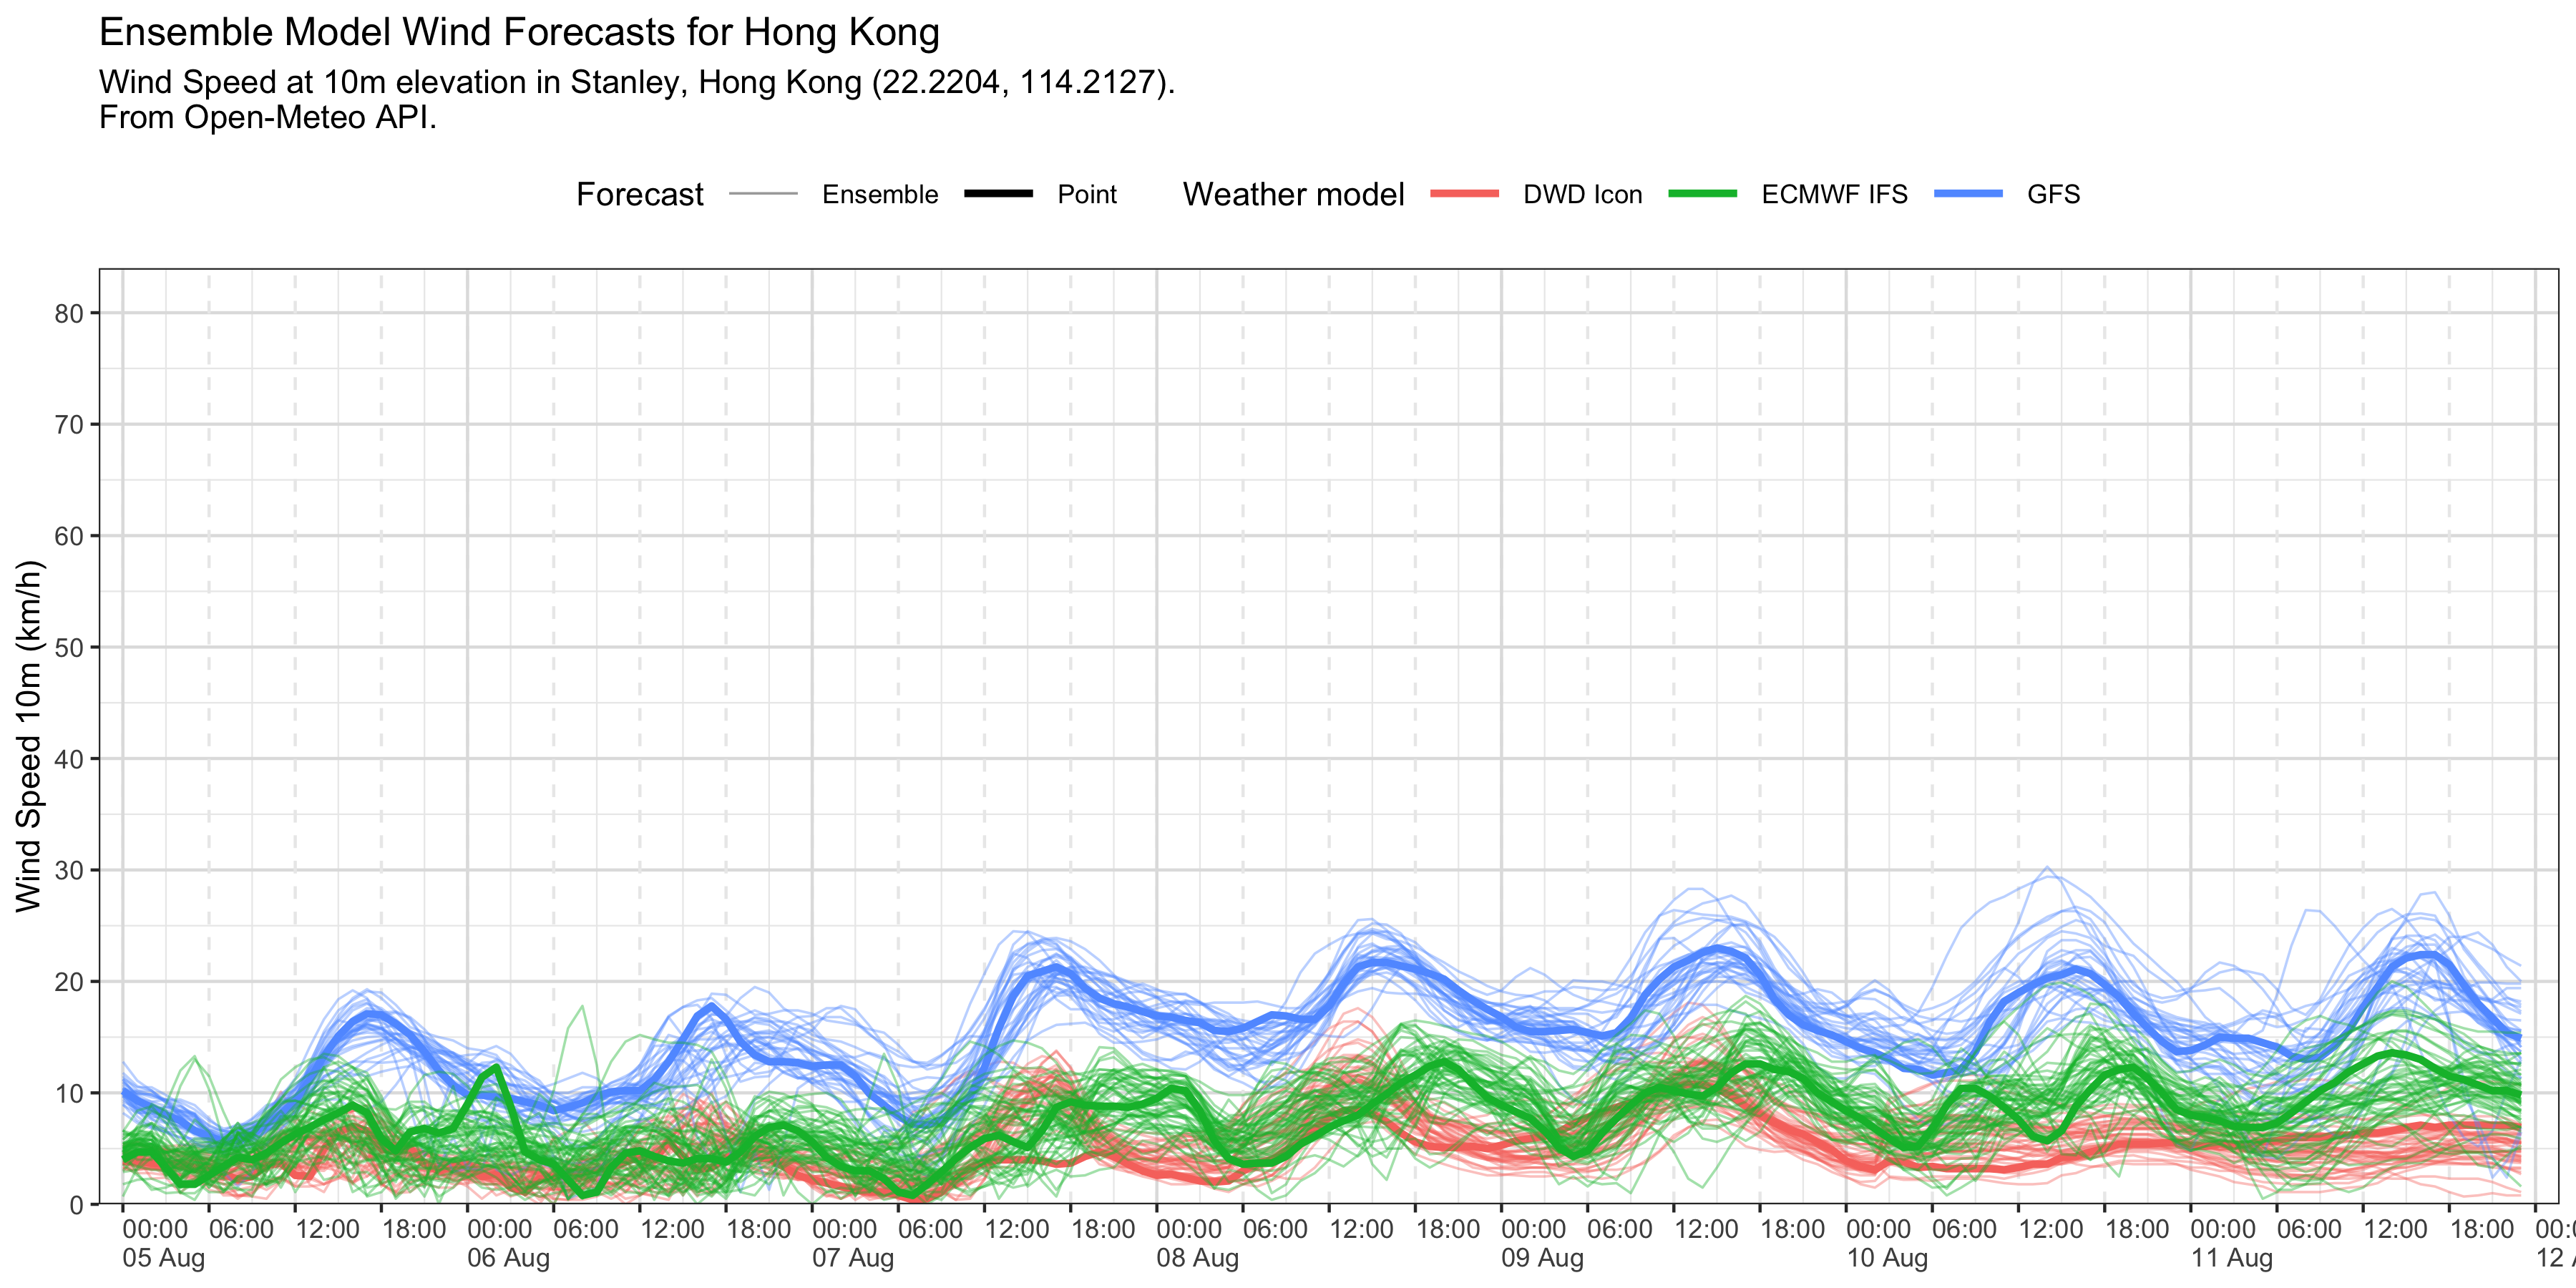 Ensemble Model Wind Forecasts for Hong Kong
Wind Speed at 10m elevation in Stanley, Hong Kong (22.2204, 114.2127).
From Open-Meteo API.
Forecast Ensemble Point Weather model DWD Icon ECMWF IFS GFS
Wind Speed 10m (km/h)
80
70
60
50
40
30
20
10
0
00:00 06:00 12:00 18:00 00:00 06:00 12:00 18:00 00:00 06:00 12:00 18:00 00:00 06:00 12:00 18:00 00:00 06:00 12:00 18:00 00:00 06:00 12:00 18:00 00:00 06:00 12:00 18:00
05 Aug 06 Aug 07 Aug 08 Aug 09 Aug 10 Aug 11 Aug 12